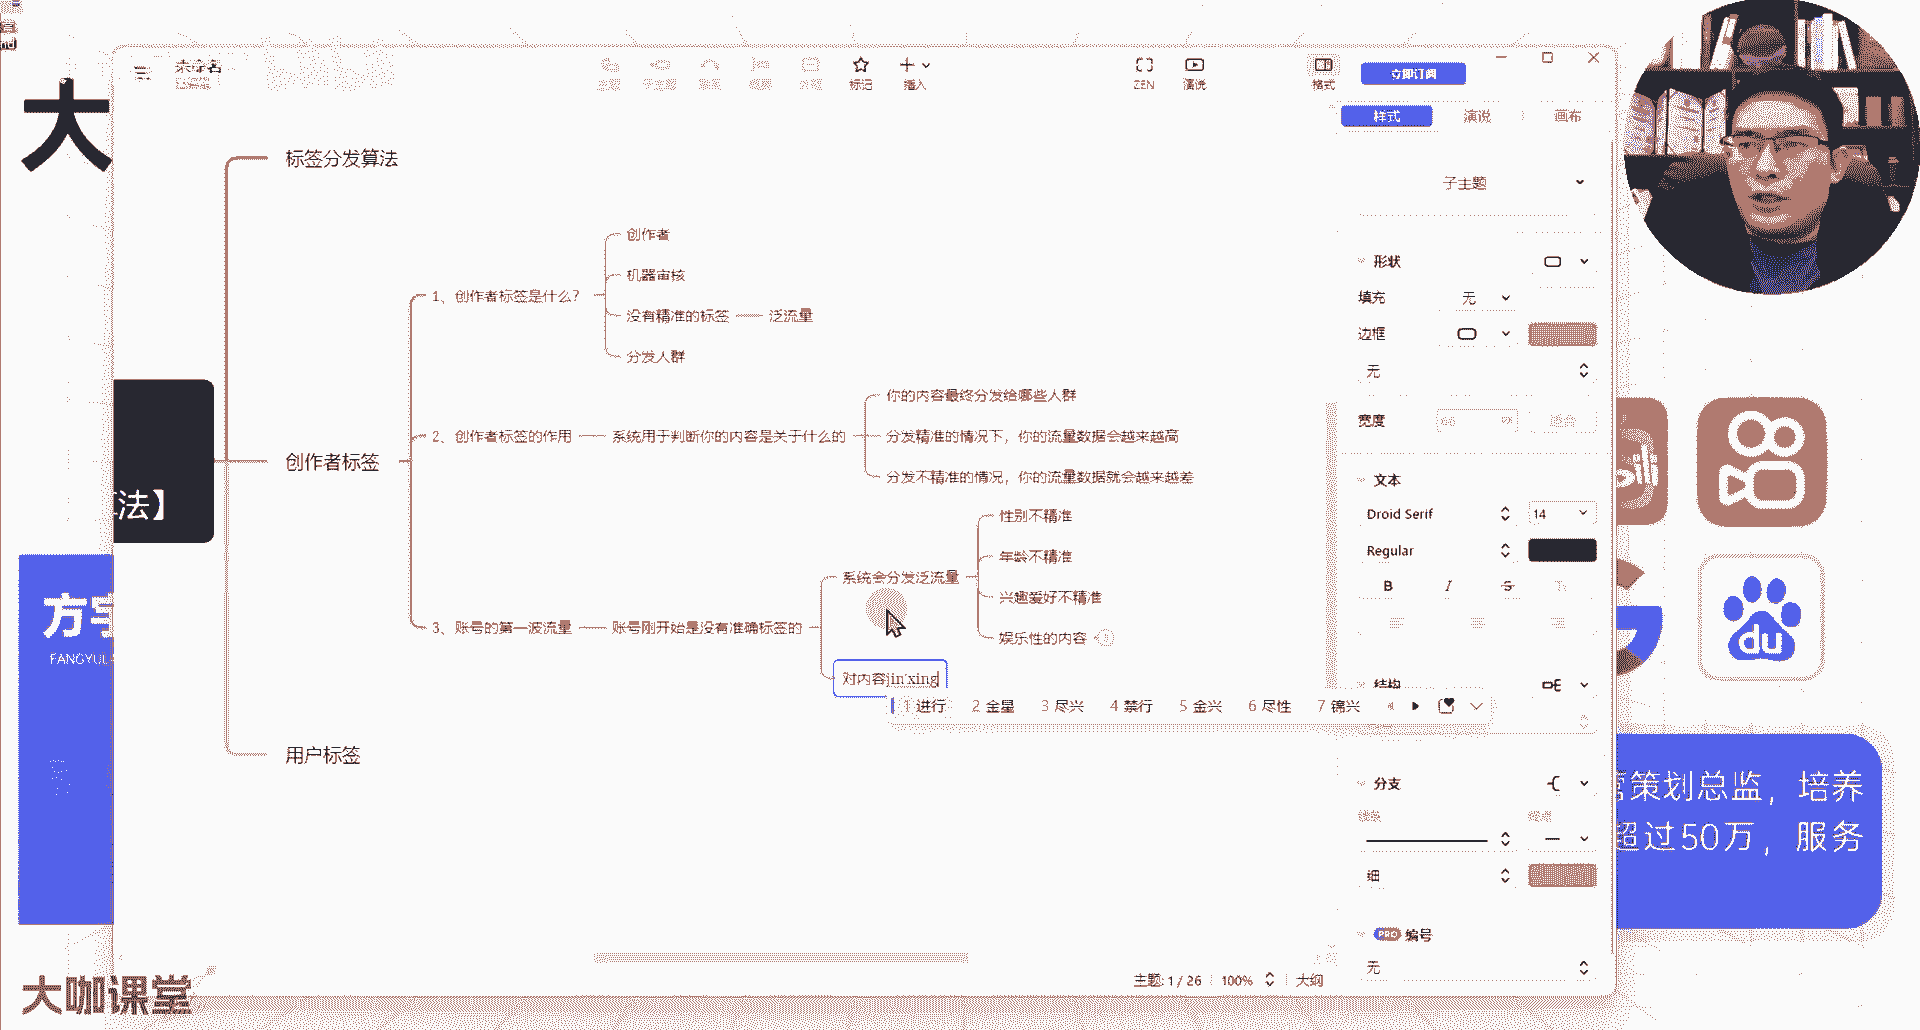 大
未命名
标记
插入
ZEN
演说
格式
立即订阅
样式
演说
画布
子主题
标签分发算法
创作者
机器审核
1、创作者标签是什么?
没有精准的标签
泛流量
分发人群
你的内容最终分发给哪些人群
2、创作者标签的作用
系统用于判断你的内容是关于什么的
分发精准的情况下，你的流量数据会越来越高
创作者标签
分发不精准的情况，你的流量数据就会越来越差
法】
性别不精准
年龄不精准
系统会分发泛流量
兴趣爱好不精准
3、账号的第一波流量
账号刚开始是没有准确标签的
娱乐性的内容
对内容jin'xing
1 进行
2 金星
3 尽兴
4 禁行
5 金兴
6 尽性
7 锦兴
用户标签
形状
填充
无
边框
无
宽度
文本
Droid Serif
14
Regular
B
I
S
结构
分支
细
PRO
编号
无
主题: 1 / 26
100%
大纲
方宇
FANGYU
du
策划总监，培养
超过50万，服务
大咖课堂